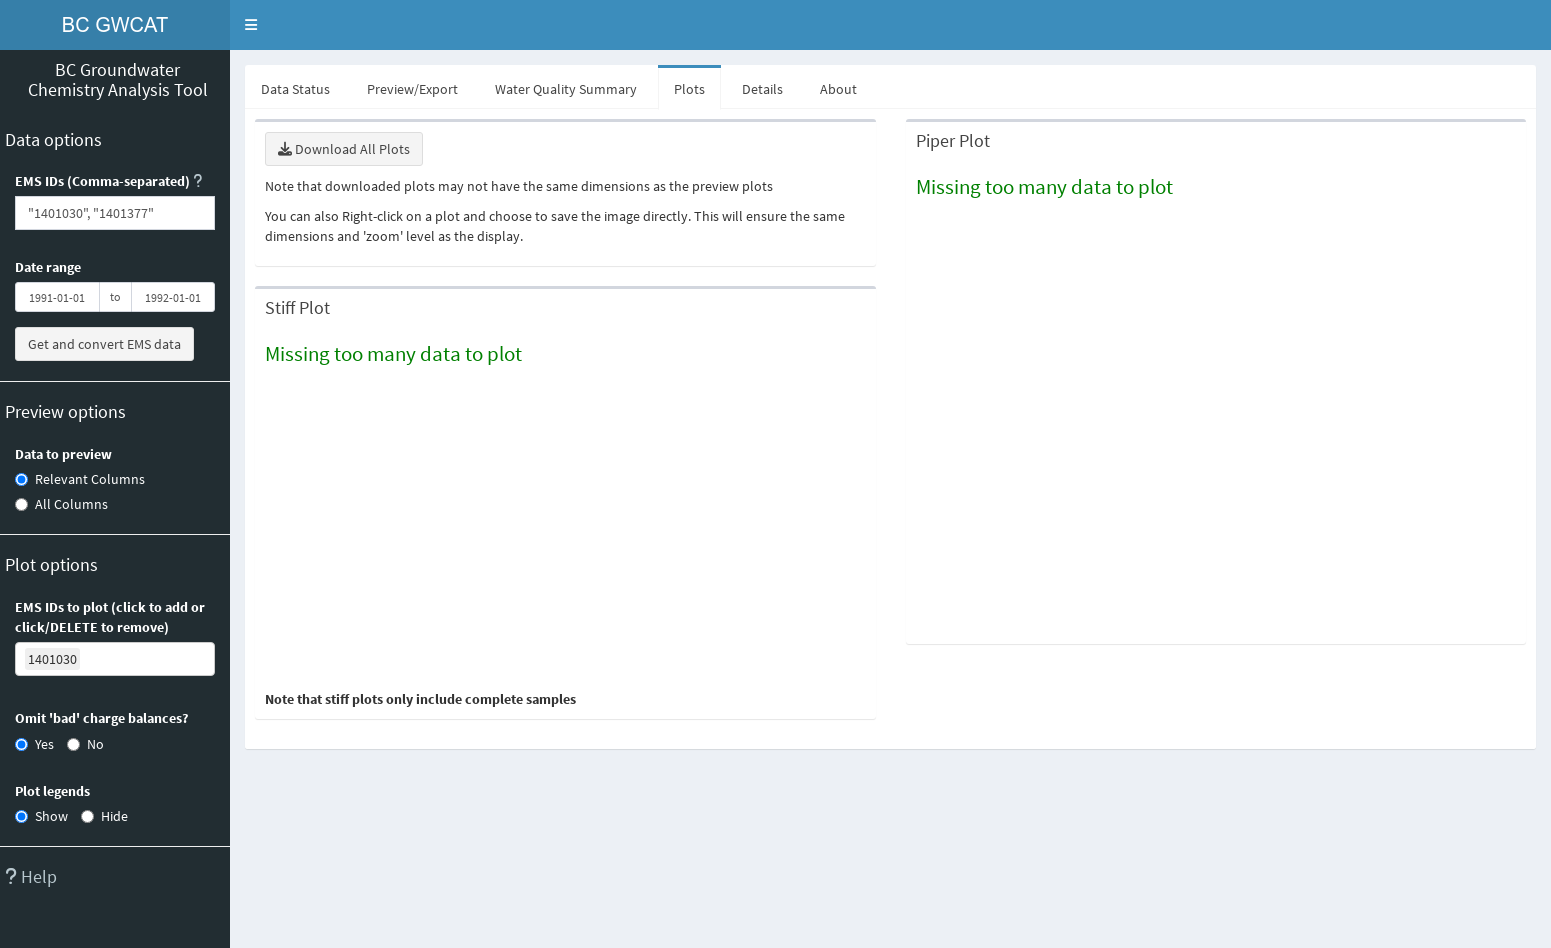 BC GWCAT
BC Groundwater
Chemistry Analysis Tool
Data options
EMS IDs (Comma-separated) ?
"1401030", "1401377"
Date range
1991-01-01 to 1992-01-01
Get and convert EMS data
Preview options
Data to preview
Relevant Columns
All Columns
Plot options
EMS IDs to plot (click to add or
click/DELETE to remove)
1401030
Omit 'bad' charge balances?
Yes No
Plot legends
Show Hide
? Help
Data Status Preview/Export Water Quality Summary Plots Details About
Download All Plots
Note that downloaded plots may not have the same dimensions as the preview plots
You can also Right-click on a plot and choose to save the image directly. This will ensure the same
dimensions and 'zoom' level as the display.
Stiff Plot
Missing too many data to plot
Note that stiff plots only include complete samples
Piper Plot
Missing too many data to plot